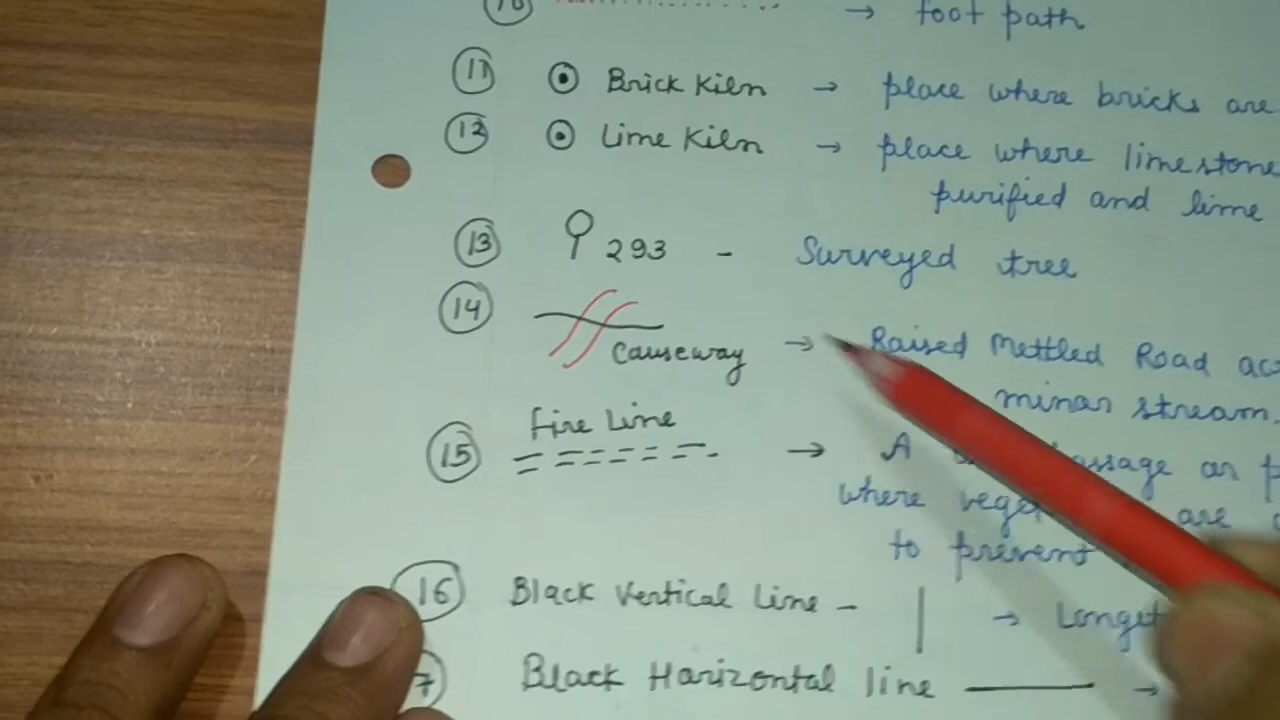 10 → foot path
11 Brick Kiln → place where bricks are
12 Lime Kiln → place where limestone
purified and lime
13 293 - Surveyed tree
14 Causeway → Raised Mettled Road
minor stream.
Fire Line
15 → A or
where are
to prevent
16 Black Vertical Line - | →
Black Horizontal line — →